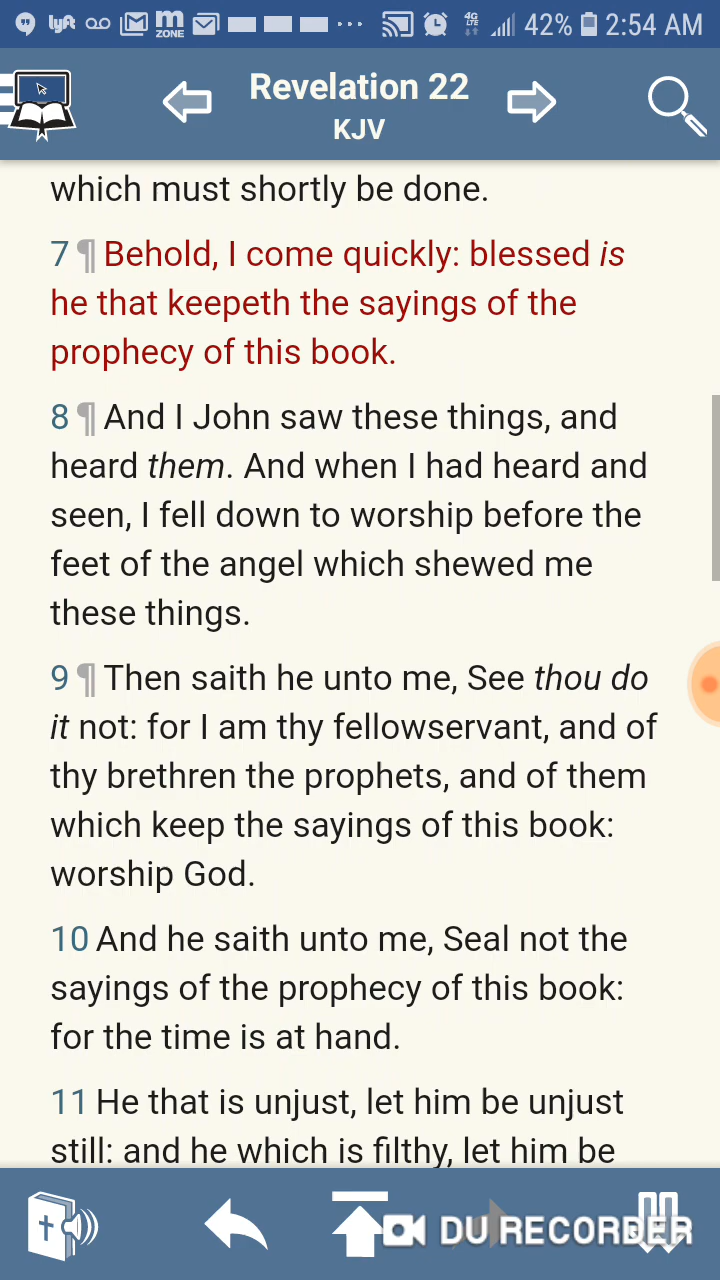 lyft m ZONE 4G LTE 42% 2:54 AM
Revelation 22
KJV
which must shortly be done.
7 ¶ Behold, I come quickly: blessed is
he that keepeth the sayings of the
prophecy of this book.
8 ¶ And I John saw these things, and
heard them. And when I had heard and
seen, I fell down to worship before the
feet of the angel which shewed me
these things.
9 ¶ Then saith he unto me, See thou do
it not: for I am thy fellowservant, and of
thy brethren the prophets, and of them
which keep the sayings of this book:
worship God.
10 And he saith unto me, Seal not the
sayings of the prophecy of this book:
for the time is at hand.
11 He that is unjust, let him be unjust
still: and he which is filthy, let him be
DU RECORDER